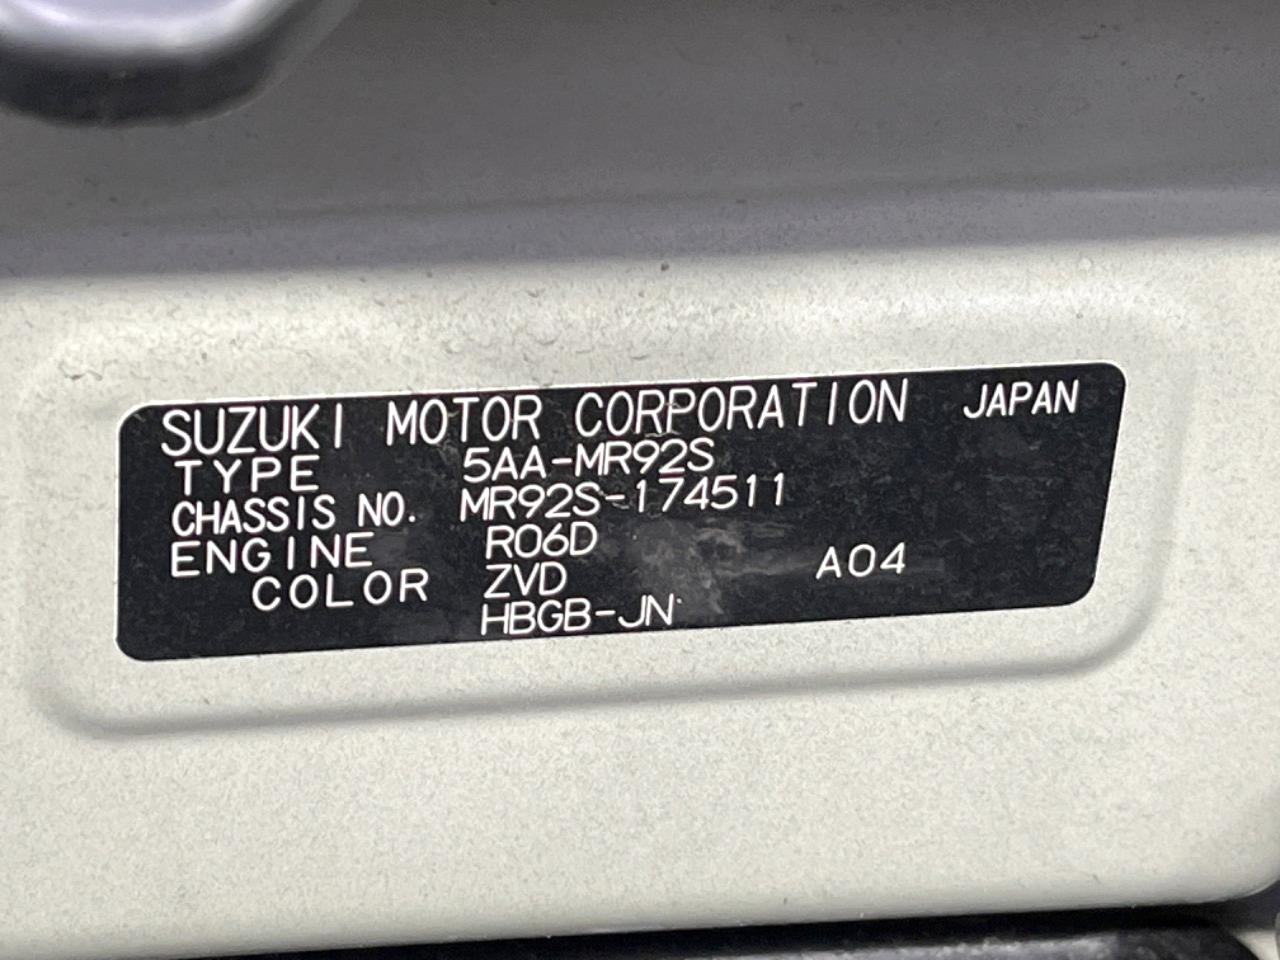 SUZUKI MOTOR CORPORATION JAPAN
TYPE 5AA-MR92S
CHASSIS NO. MR92S-174511
ENGINE R06D
COLOR ZVD A04
HBGB-JN